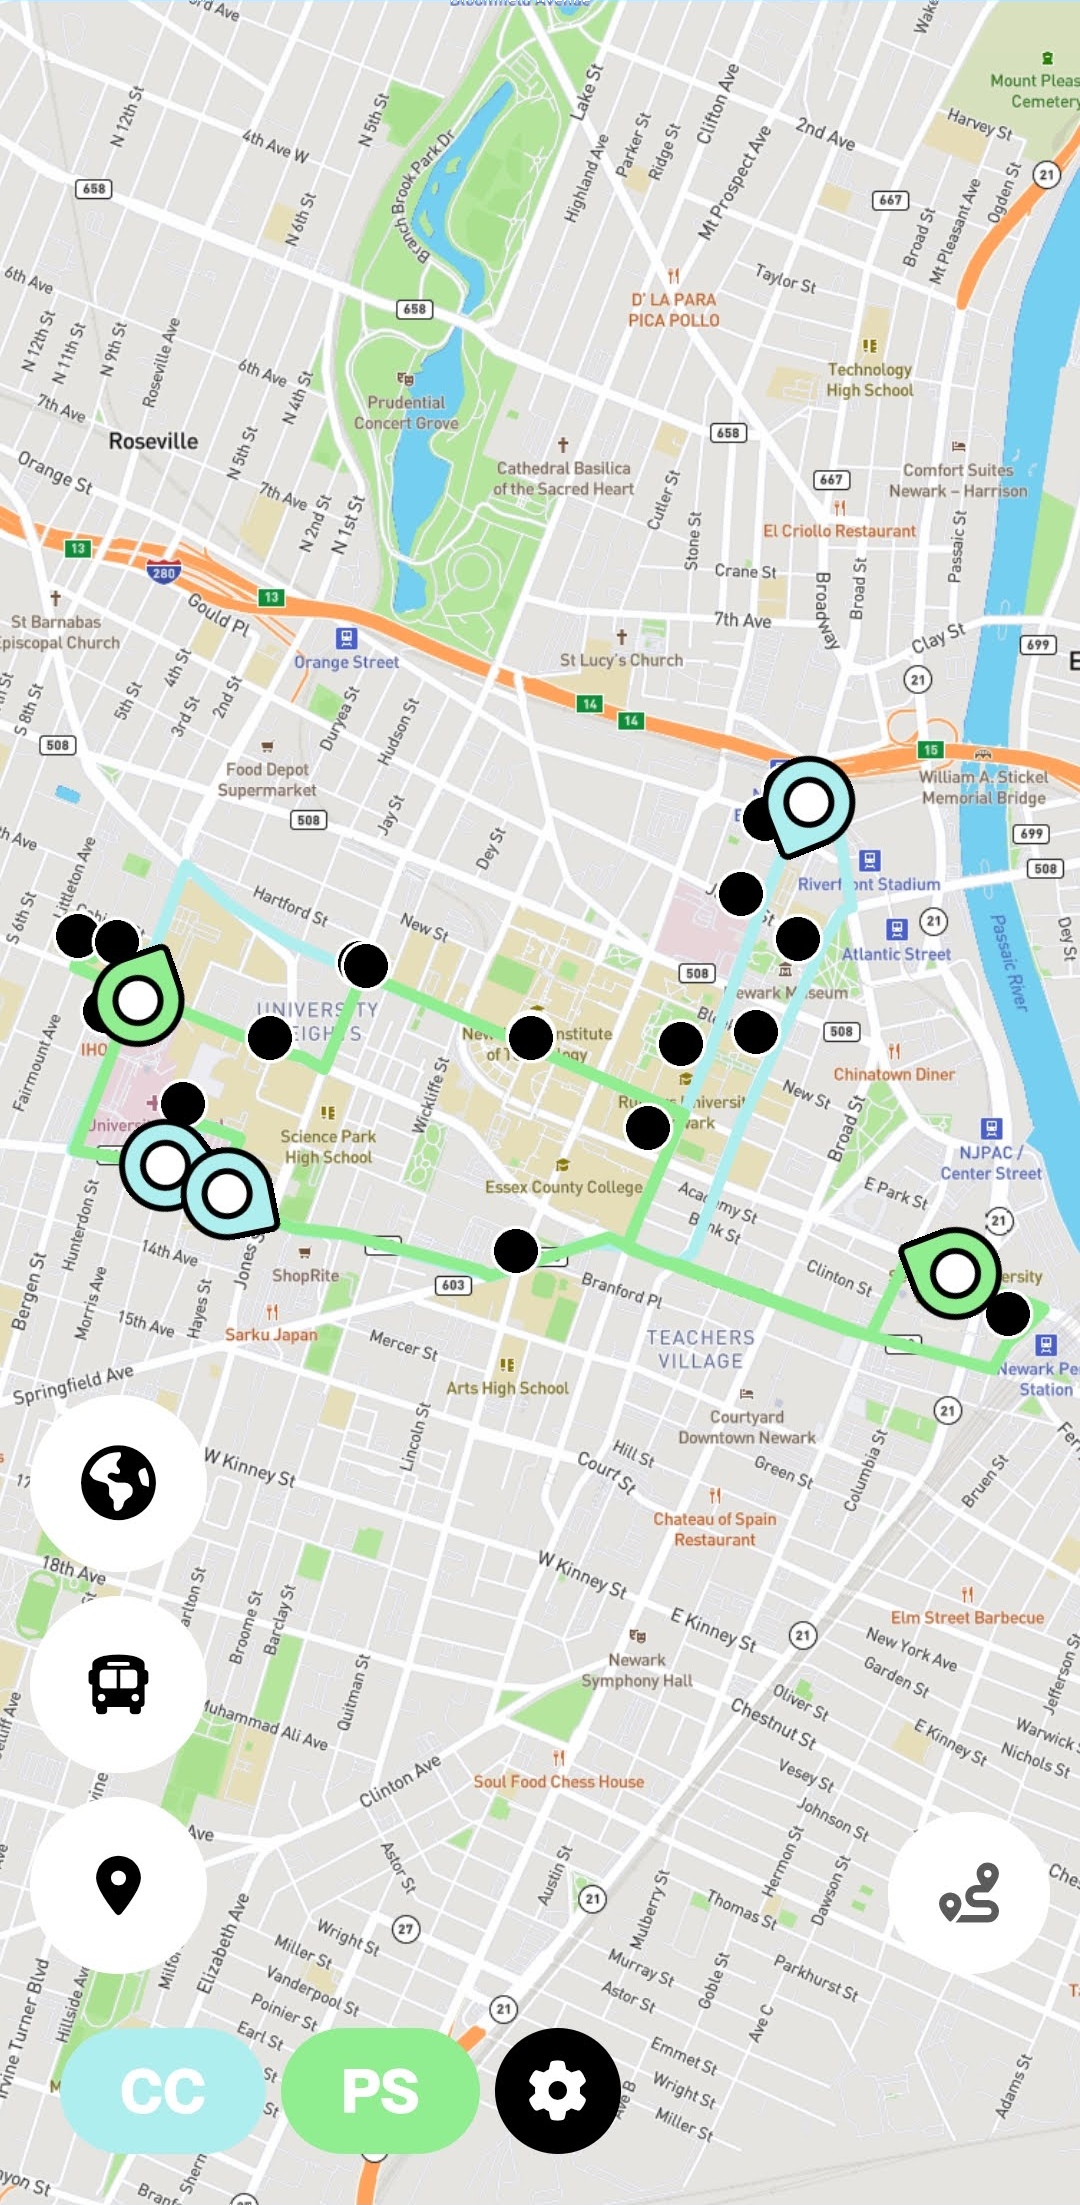 N 12th St
4th Ave W
N 5th St
Lake St
Clifton Ave
2nd Ave
Mount Pleas
Cemetery
Harvey St
21
658
N 6th St
Branch Brook Park Dr
Highland Ave
Parker St
Ridge St
Mt Prospect Ave
667
Broad St
Mt Pleasant Ave
Ogden St
6th Ave
658
D' LA PARA
PICA POLLO
Taylor St
N 12th St
N 11th St
N 9th St
Roseville Ave
6th Ave
N 4th St
7th Ave
Prudential
Concert Grove
Technology
High School
Roseville
N 5th St
658
Orange St
7th Ave
N 2nd St
N 1st St
Cathedral Basilica
of the Sacred Heart
Cutler St
667
Comfort Suites
Newark – Harrison
El Criollo Restaurant
Stone St
Passaic St
13
280
13
Crane St
Broadway
Broad St
Gould Pl
7th Ave
St Barnabas
Episcopal Church
Orange Street
St Lucy's Church
Clay St
699
21
S 8th St
5th St
4th St
3rd St
2nd St
Duryea St
Hudson St
14
14
508
15
Food Depot
Supermarket
William A. Stickel
Memorial Bridge
508
Jay St
Dey St
699
508
Littleton Ave
S 6th St
Hartford St
New St
Riverfront Stadium
21
Atlantic Street
Dey St
Passaic River
508
Newark Museum
UNIVERSITY
HEIGHTS
508
Fairmount Ave
Chinatown Diner
Wickliffe St
New St
Broad St
Science Park
High School
Essex County College
NJPAC /
Center Street
Academy St
Bank St
E Park St
21
Hunterdon St
14th Ave
Jones St
ShopRite
603
Branford Pl
Clinton St
Bergen St
Morris Ave
15th Ave
Hayes St
Sarku Japan
Mercer St
TEACHERS
VILLAGE
Newark Pe
Station
Springfield Ave
Arts High School
21
Courtyard
Downtown Newark
Lincoln St
W Kinney St
Hill St
Court St
Green St
Columbia St
Bruen St
Chateau of Spain
Restaurant
18th Ave
W Kinney St
Broome St
Barclay St
E Kinney St
Elm Street Barbecue
21
New York Ave
Garden St
Jefferson St
Newark
Symphony Hall
Quitman St
Muhammad Ali Ave
Oliver St
Chestnut St
E Kinney St
Warwick S
Nichols St
Clinton Ave
Soul Food Chess House
Vesey St
Johnson St
Astor St
Austin St
21
Mulberry St
Hermon St
Dawson St
Thomas St
27
Wright St
Miller St
Vanderpool St
Poinier St
Earl St
Elizabeth Ave
Hillside Ave
Irvine Turner Blvd
Murray St
Astor St
Goble St
Parkhurst St
Ave C
21
Emmet St
Wright St
Miller St
Adams St
CC
PS